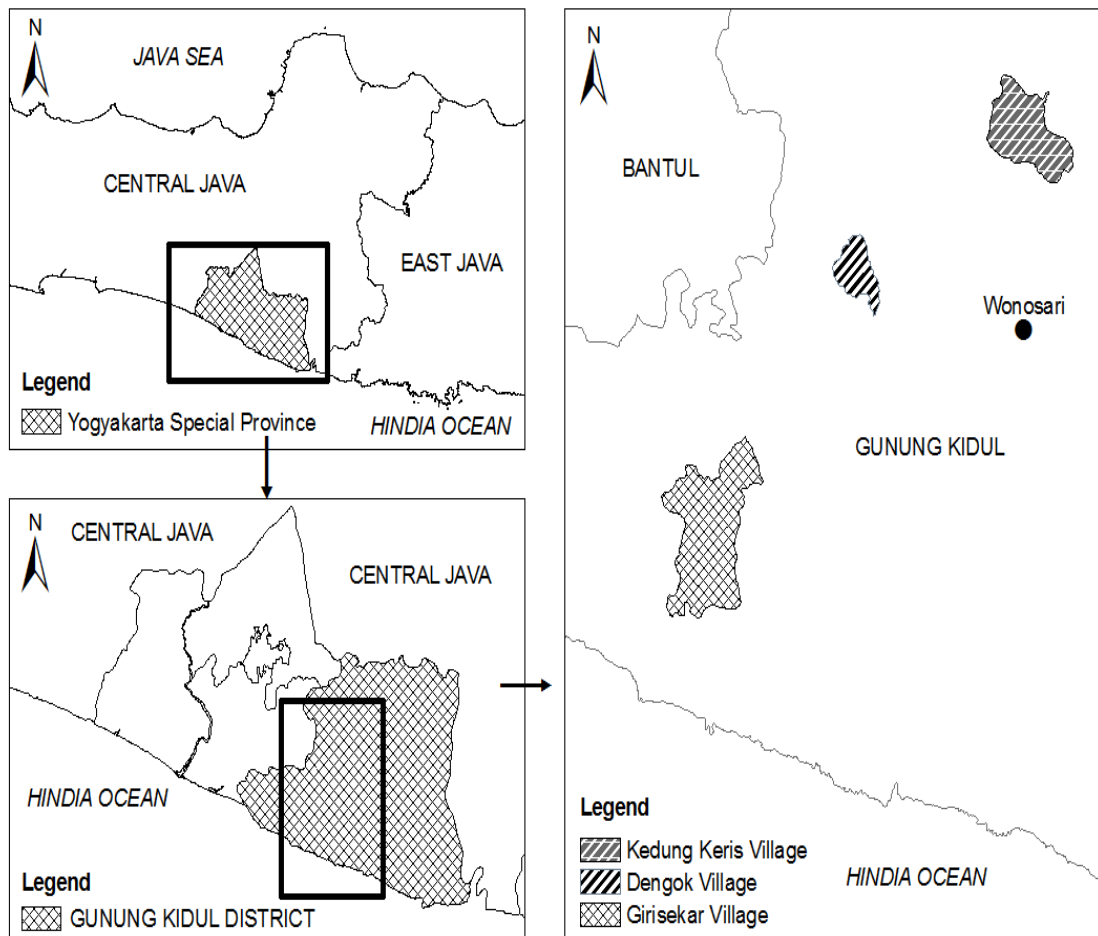 N
JAVA SEA
CENTRAL JAVA
EAST JAVA
Legend
Yogyakarta Special Province
HINDIA OCEAN
N
CENTRAL JAVA
CENTRAL JAVA
HINDIA OCEAN
Legend
GUNUNG KIDUL DISTRICT
N
BANTUL
Wonosari
GUNUNG KIDUL
Legend
Kedung Keris Village
Dengok Village
Girisekar Village
HINDIA OCEAN